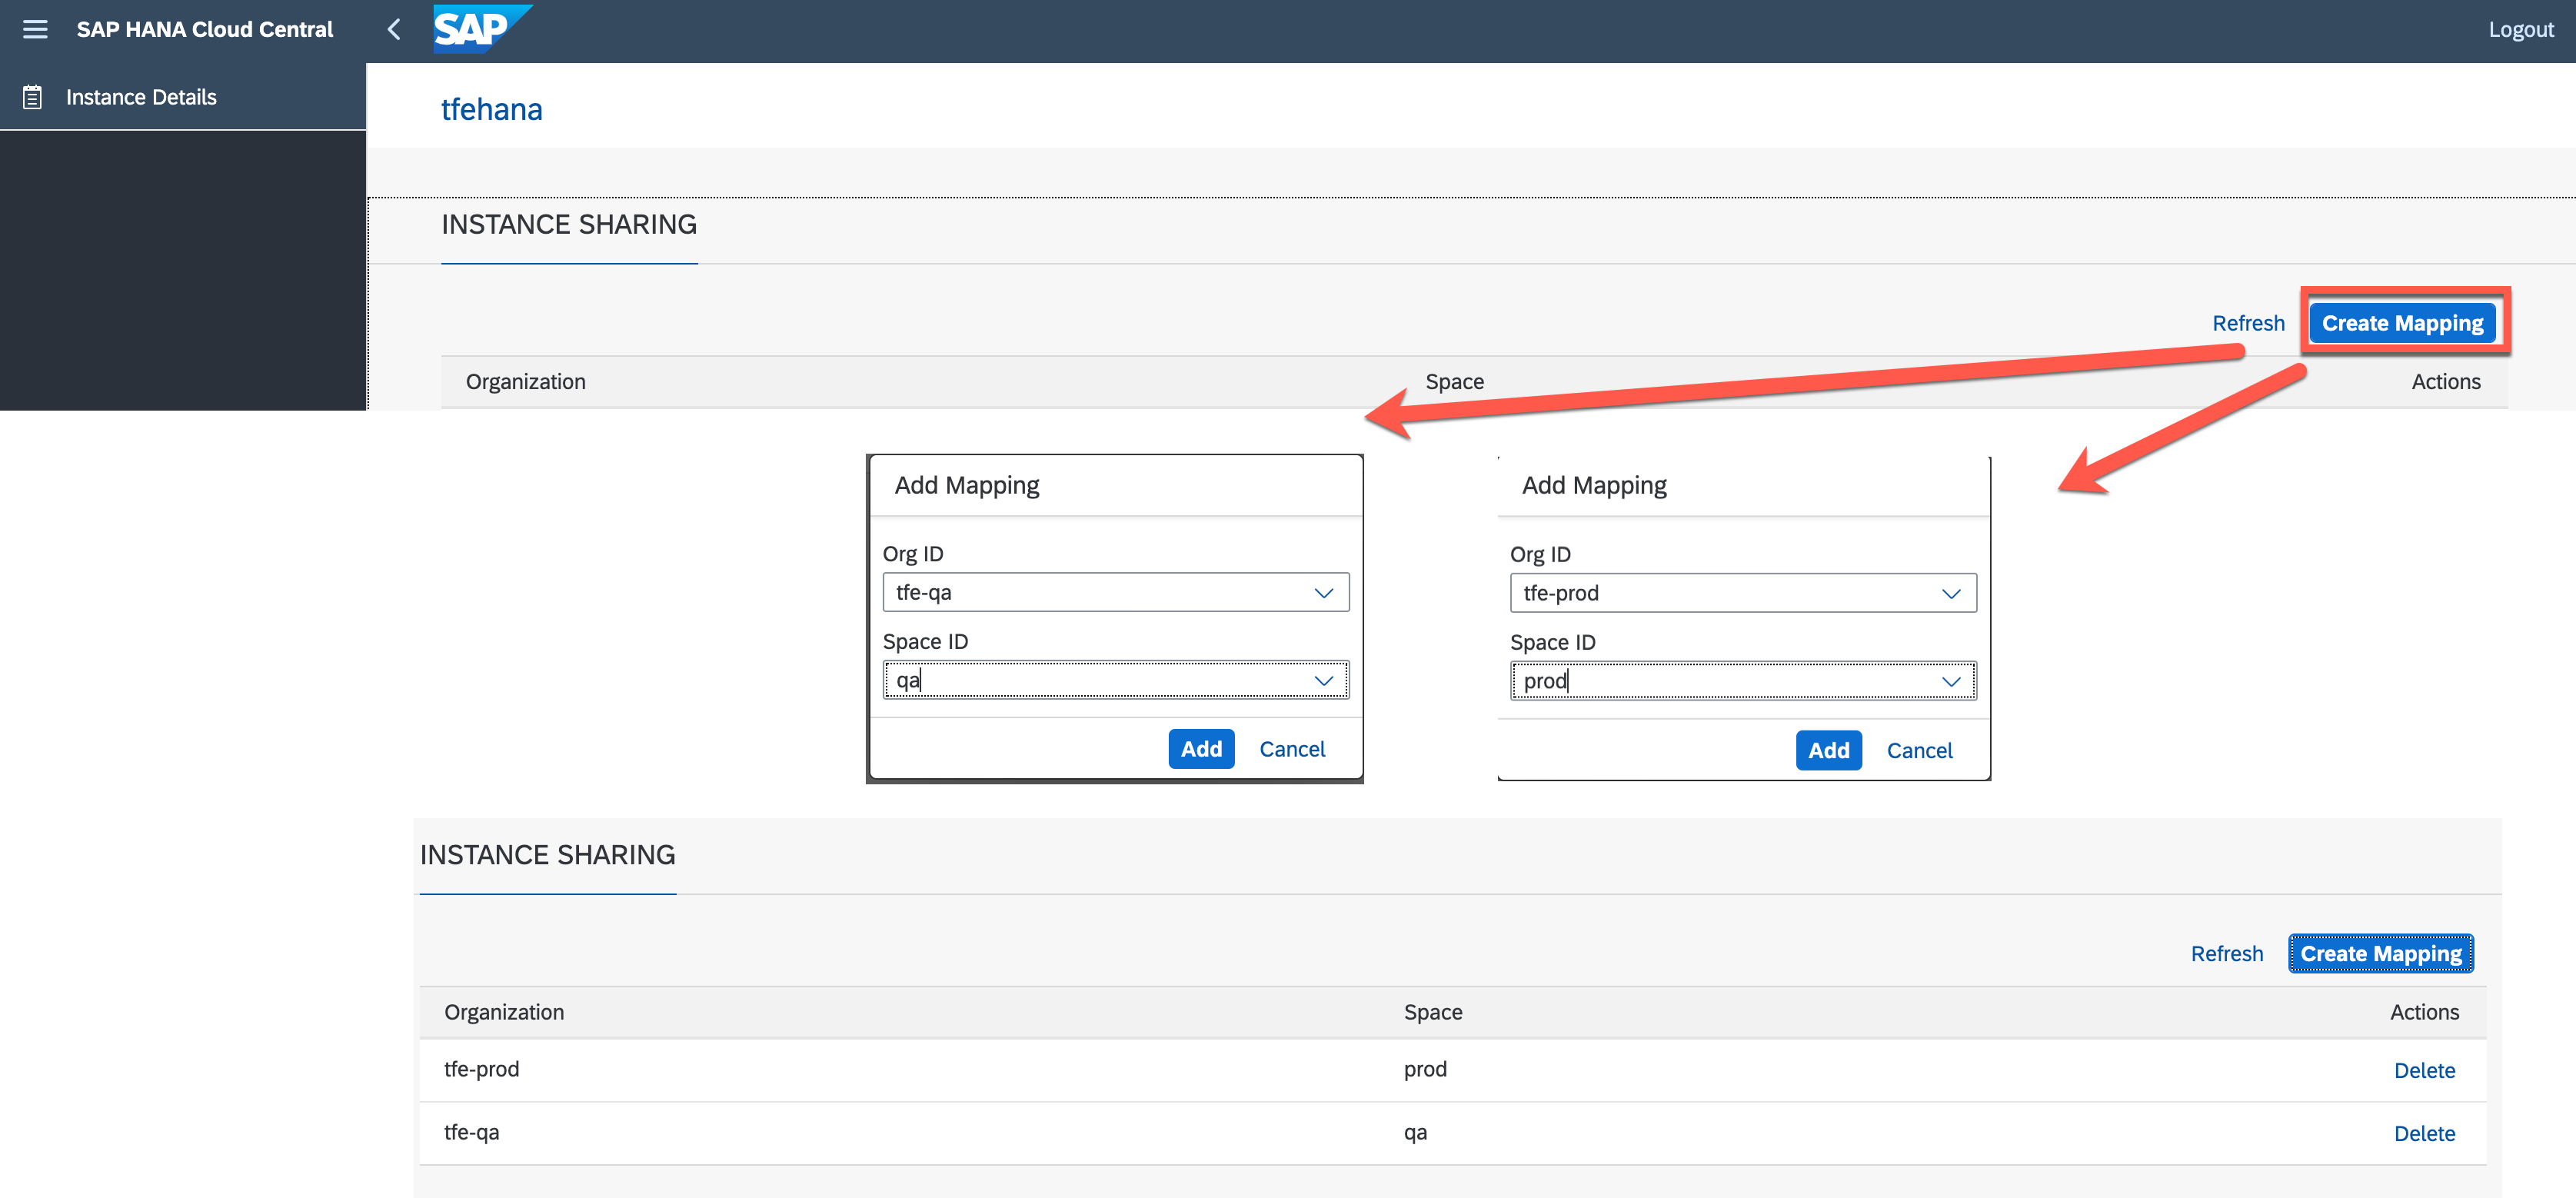 SAP HANA Cloud Central
SAP
Logout
Instance Details
tfehana
INSTANCE SHARING
Refresh Create Mapping
Organization Space Actions
Add Mapping
Org ID
tfe-qa
Space ID
qa
Add Cancel
Add Mapping
Org ID
tfe-prod
Space ID
prod
Add Cancel
INSTANCE SHARING
Refresh Create Mapping
Organization Space Actions
tfe-prod prod Delete
tfe-qa qa Delete